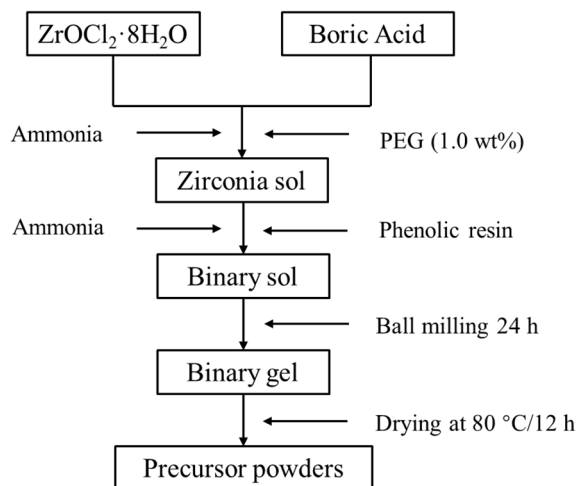 ZrOCl₂·8H₂O
Boric Acid
Ammonia
PEG (1.0 wt%)
Zirconia sol
Ammonia
Phenolic resin
Binary sol
Ball milling 24 h
Binary gel
Drying at 80 °C/12 h
Precursor powders